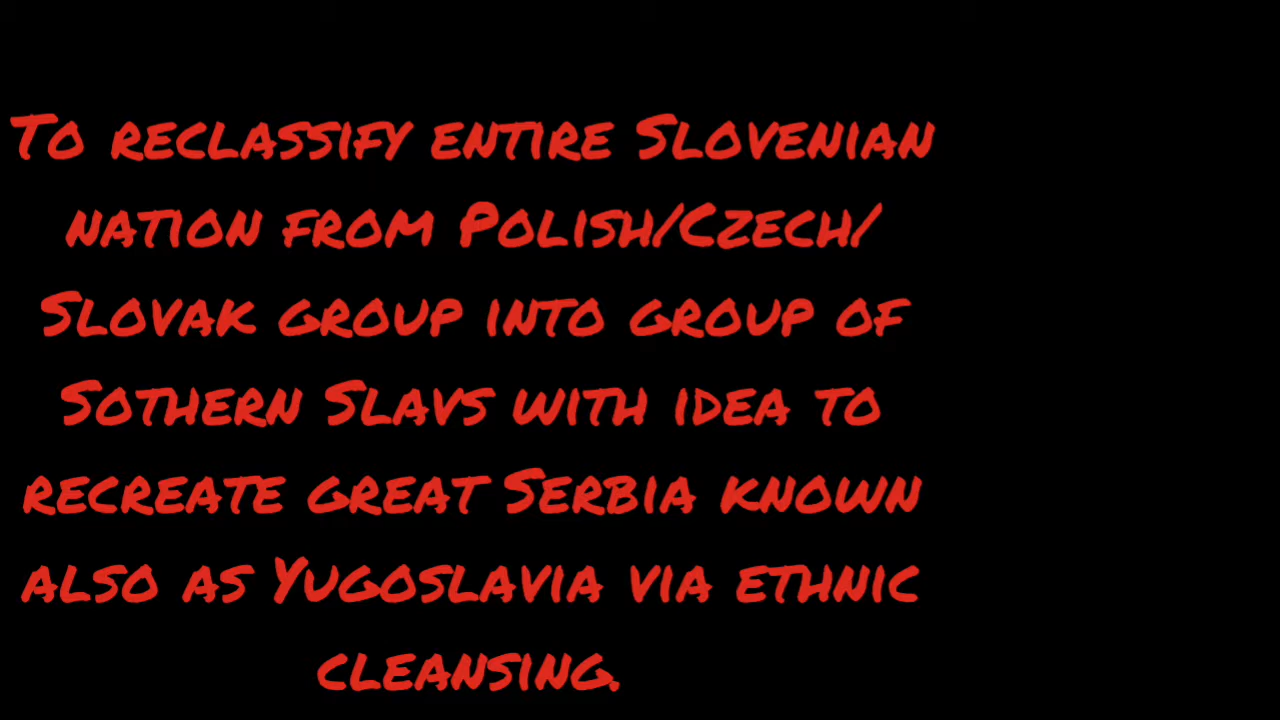 To reclassify entire Slovenian
nation from Polish/Czech/
Slovak group into group of
Sothern Slavs with idea to
recreate great Serbia known
also as Yugoslavia via ethnic
cleansing.